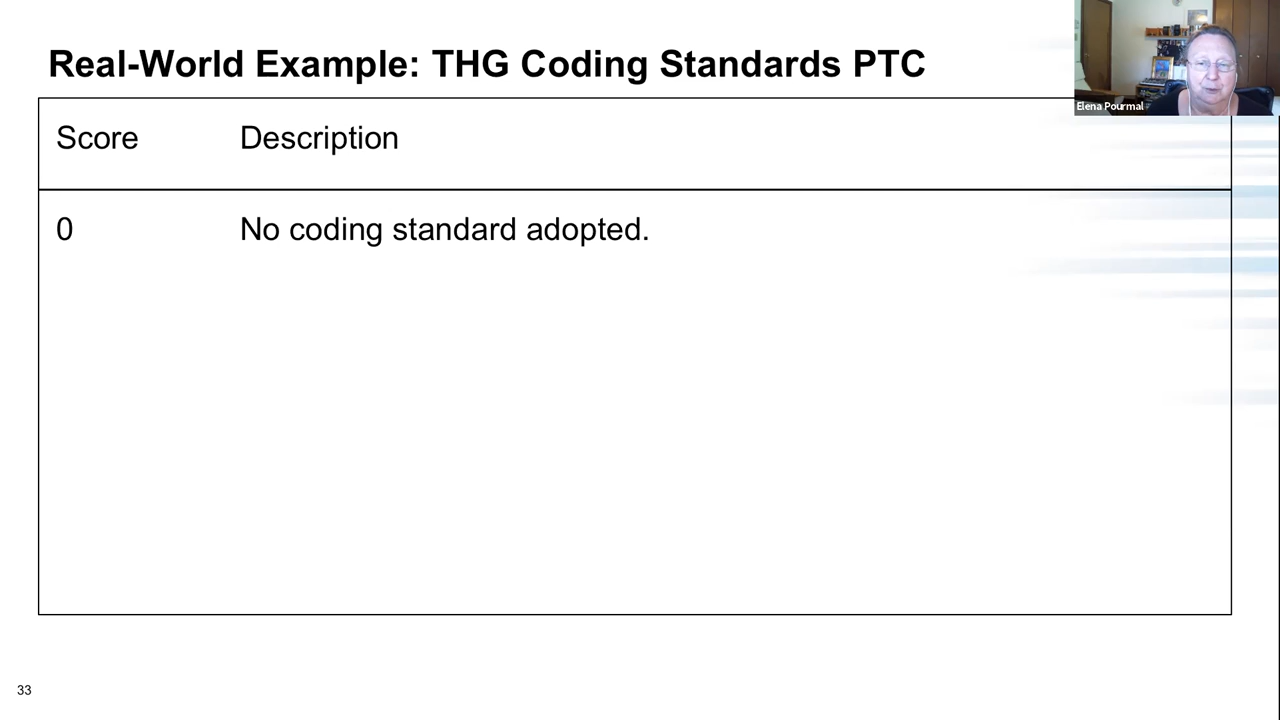 Real-World Example: THG Coding Standards PTC
Elena Pourmal
Score Description
0 No coding standard adopted.
33